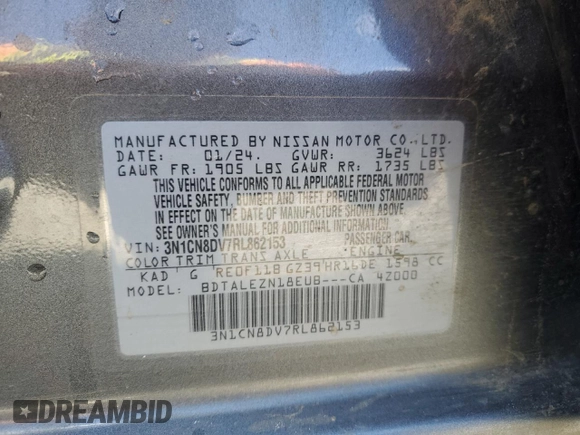 MANUFACTURED BY NISSAN MOTOR CO., LTD.
DATE: 01/24. GVWR: 3624 LBS
GAWR FR: 1905 LBS GAWR RR: 1735 LBS
THIS VEHICLE CONFORMS TO ALL APPLICABLE FEDERAL MOTOR
VEHICLE SAFETY, BUMPER AND THEFT PREVENTION STANDARDS
IN EFFECT ON THE DATE OF MANUFACTURE SHOWN ABOVE.
OWNER'S MANUAL FOR ADDITIONAL INFORMATION
VIN: 3N1CN8DV7RL862153 PASSENGER CAR
COLOR TRIM TRANS AXLE ENGINE
KAD G RE0F11B GZ39 HR16DE 1598 CC
MODEL: BDTALEZN18EUB---CA 4Z000
3N1CN8DV7RL862153
DREAMBID